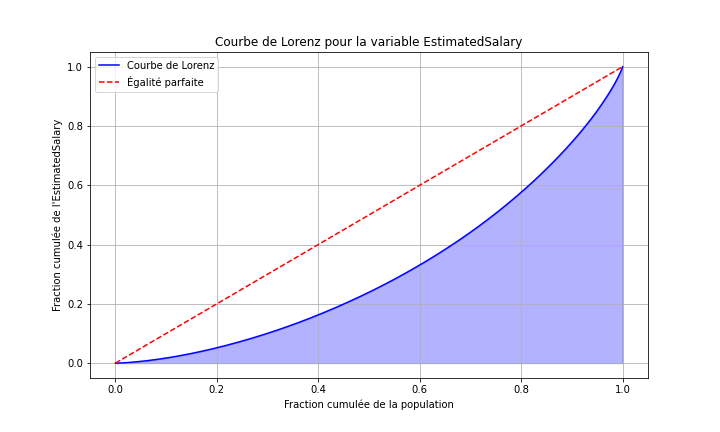 Courbe de Lorenz pour la variable EstimatedSalary
Courbe de Lorenz
Égalité parfaite
1.0
0.8
0.6
0.4
0.2
0.0
Fraction cumulée de l'EstimatedSalary
0.0 0.2 0.4 0.6 0.8 1.0
Fraction cumulée de la population